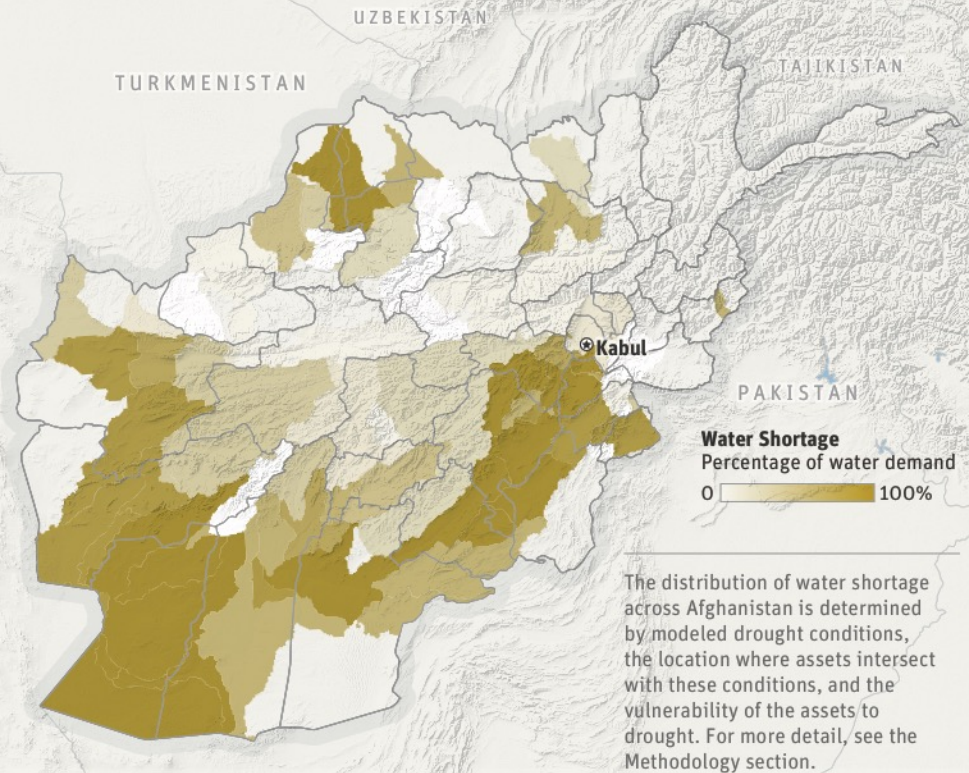 UZBEKISTAN
TAJIKISTAN
TURKMENISTAN
Kabul
PAKISTAN
Water Shortage
Percentage of water demand
0 100%
The distribution of water shortage
across Afghanistan is determined
by modeled drought conditions,
the location where assets intersect
with these conditions, and the
vulnerability of the assets to
drought. For more detail, see the
Methodology section.